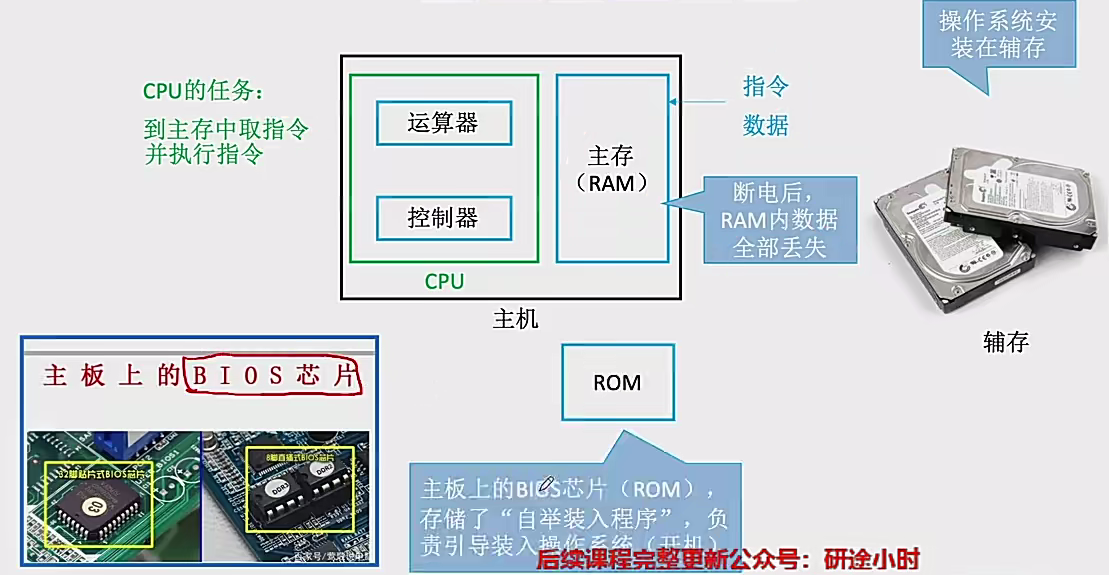 操作系统安
装在辅存
CPU的任务：
到主存中取指令
并执行指令
运算器
控制器
CPU
主存
（RAM）
主机
指令
数据
断电后，
RAM内数据
全部丢失
辅存
主板上的BIOS芯片
32脚贴片式BIOS芯片
8脚直插式BIOS芯片
DDR3
DDR2
ROM
主板上的BIOS芯片（ROM），
存储了“自举装入程序”，负
责引导装入操作系统（开机）
后续课程完整更新公众号：研途小时